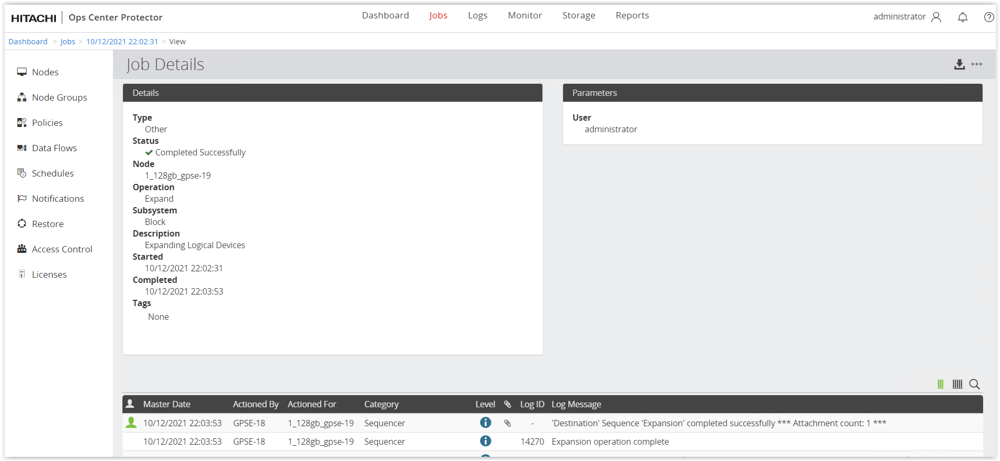 HITACHI Ops Center Protector
Dashboard Jobs Logs Monitor Storage Reports
administrator
Dashboard > Jobs > 10/12/2021 22:02:31 > View
Nodes
Node Groups
Policies
Data Flows
Schedules
Notifications
Restore
Access Control
Licenses
Job Details
Details
Type
Other
Status
Completed Successfully
Node
1_128gb_gpse-19
Operation
Expand
Subsystem
Block
Description
Expanding Logical Devices
Started
10/12/2021 22:02:31
Completed
10/12/2021 22:03:53
Tags
None
Parameters
User
administrator
Master Date Actioned By Actioned For Category Level Log ID Log Message
10/12/2021 22:03:53 GPSE-18 1_128gb_gpse-19 Sequencer - 'Destination' Sequence 'Expansion' completed successfully *** Attachment count: 1 ***
10/12/2021 22:03:53 GPSE-18 1_128gb_gpse-19 Sequencer 14270 Expansion operation complete